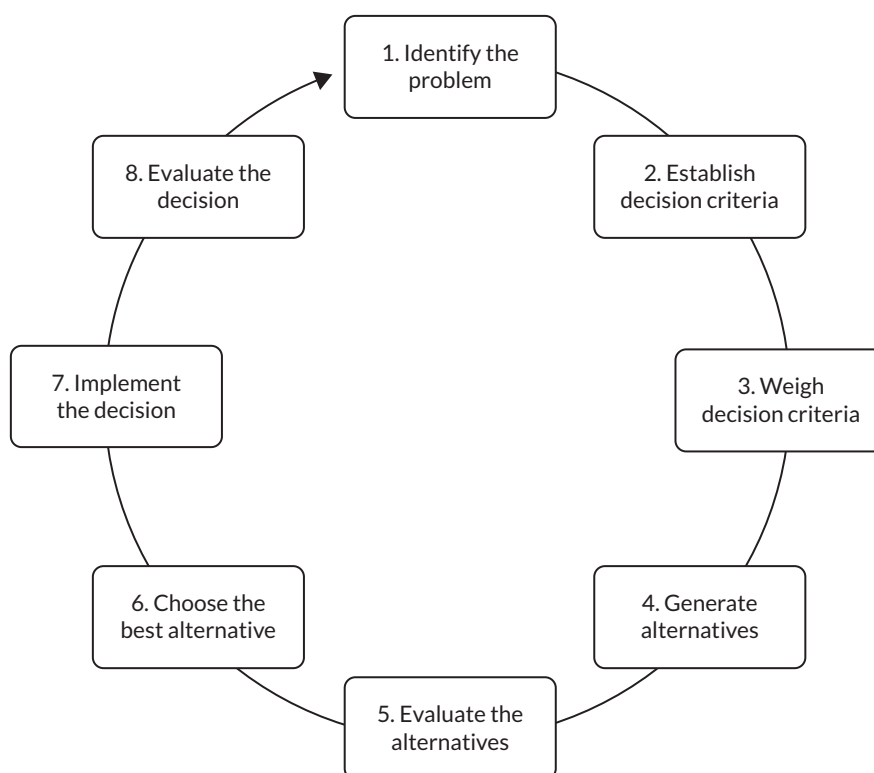 1. Identify the
problem
2. Establish
decision criteria
3. Weigh
decision criteria
4. Generate
alternatives
5. Evaluate the
alternatives
6. Choose the
best alternative
7. Implement
the decision
8. Evaluate the
decision